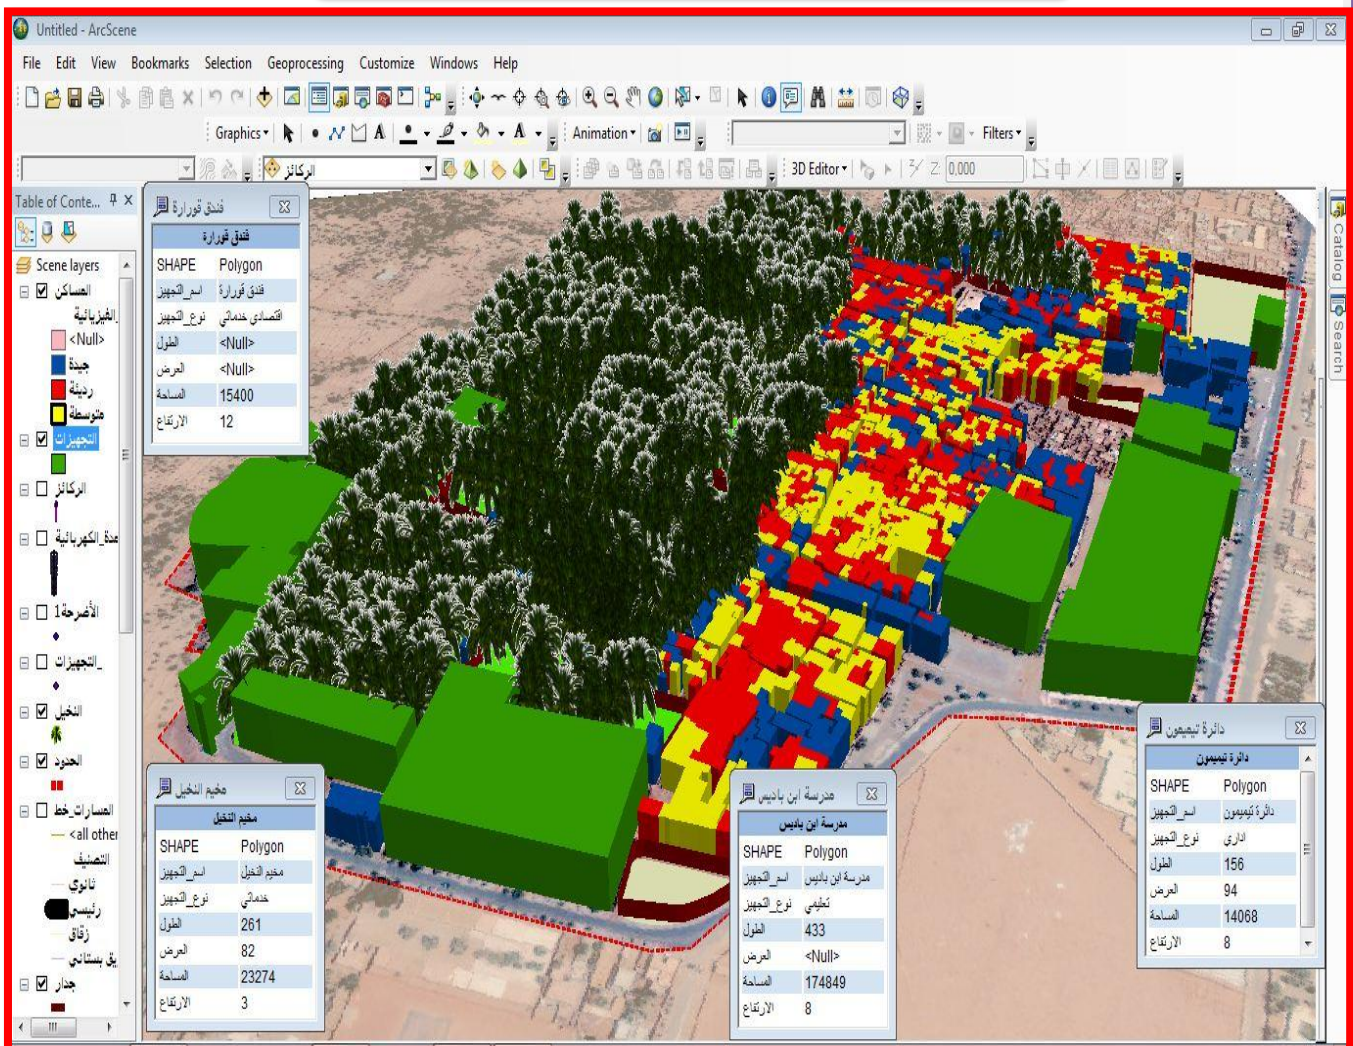 Untitled - ArcScene
File Edit View Bookmarks Selection Geoprocessing Customize Windows Help
Graphics Animation Filters
الركائز 3D Editor Z: 0.000
Table of Conte...
Scene layers
المساكن
الفيزيائية
<Null>
جيدة
رديئة
متوسطة
التجهيزات
الركائز
مدة_الكهربائية
الأضرحة1
_التجهيزات
النخيل
الحدود
المسارات_خط
<all other
التصنيف
ثانوي
رئيسي
زقاق
يق بستاني
جدار
فندق قورارة
فندق قورارة
SHAPE Polygon
اسم_التجهيز فندق قورارة
نوع_التجهيز اقتصادي خدماتي
الطول <Null>
العرض <Null>
المساحة 15400
الارتفاع 12
مخيم النخيل
مخيم النخيل
SHAPE Polygon
اسم_التجهيز مخيم النخيل
نوع_التجهيز خدماتي
الطول 261
العرض 82
المساحة 23274
الارتفاع 3
مدرسة ابن باديس
مدرسة ابن باديس
SHAPE Polygon
اسم_التجهيز مدرسة ابن باديس
نوع_التجهيز تعليمي
الطول 433
العرض <Null>
المساحة 174849
الارتفاع 8
دائرة تيميمون
دائرة تيميمون
SHAPE Polygon
اسم_التجهيز دائرة تيميمون
نوع_التجهيز اداري
الطول 156
العرض 94
المساحة 14068
الارتفاع 8
Catalog
Search